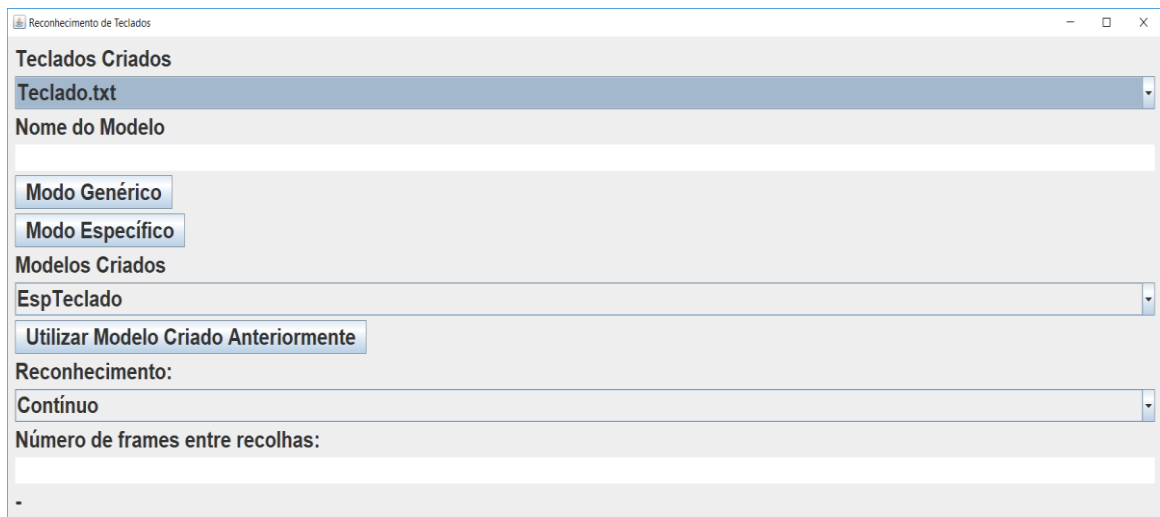 Reconhecimento de Teclados
Teclados Criados
Teclado.txt
Nome do Modelo
Modo Genérico
Modo Específico
Modelos Criados
EspTeclado
Utilizar Modelo Criado Anteriormente
Reconhecimento:
Contínuo
Número de frames entre recolhas:
-